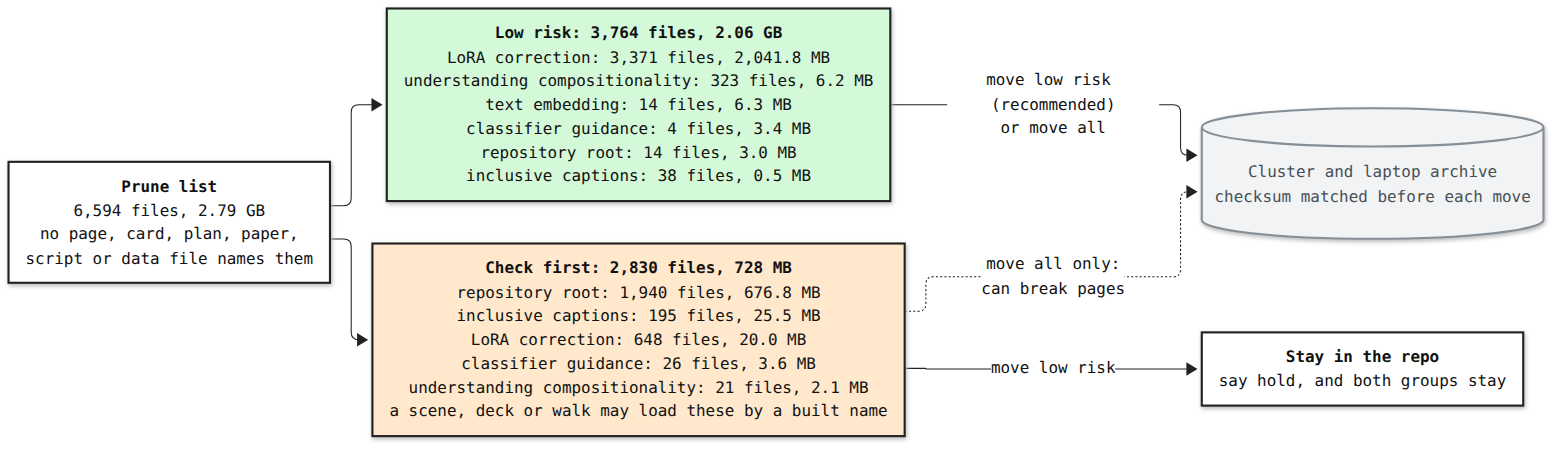 Prune list
6,594 files, 2.79 GB
no page, card, plan, paper,
script or data file names them
Low risk: 3,764 files, 2.06 GB
LoRA correction: 3,371 files, 2,041.8 MB
understanding compositionality: 323 files, 6.2 MB
text embedding: 14 files, 6.3 MB
classifier guidance: 4 files, 3.4 MB
repository root: 14 files, 3.0 MB
inclusive captions: 38 files, 0.5 MB
Check first: 2,830 files, 728 MB
repository root: 1,940 files, 676.8 MB
inclusive captions: 195 files, 25.5 MB
LoRA correction: 648 files, 20.0 MB
classifier guidance: 26 files, 3.6 MB
understanding compositionality: 21 files, 2.1 MB
a scene, deck or walk may load these by a built name
move low risk
(recommended)
or move all
move all only:
can break pages
move low risk
Cluster and laptop archive
checksum matched before each move
Stay in the repo
say hold, and both groups stay